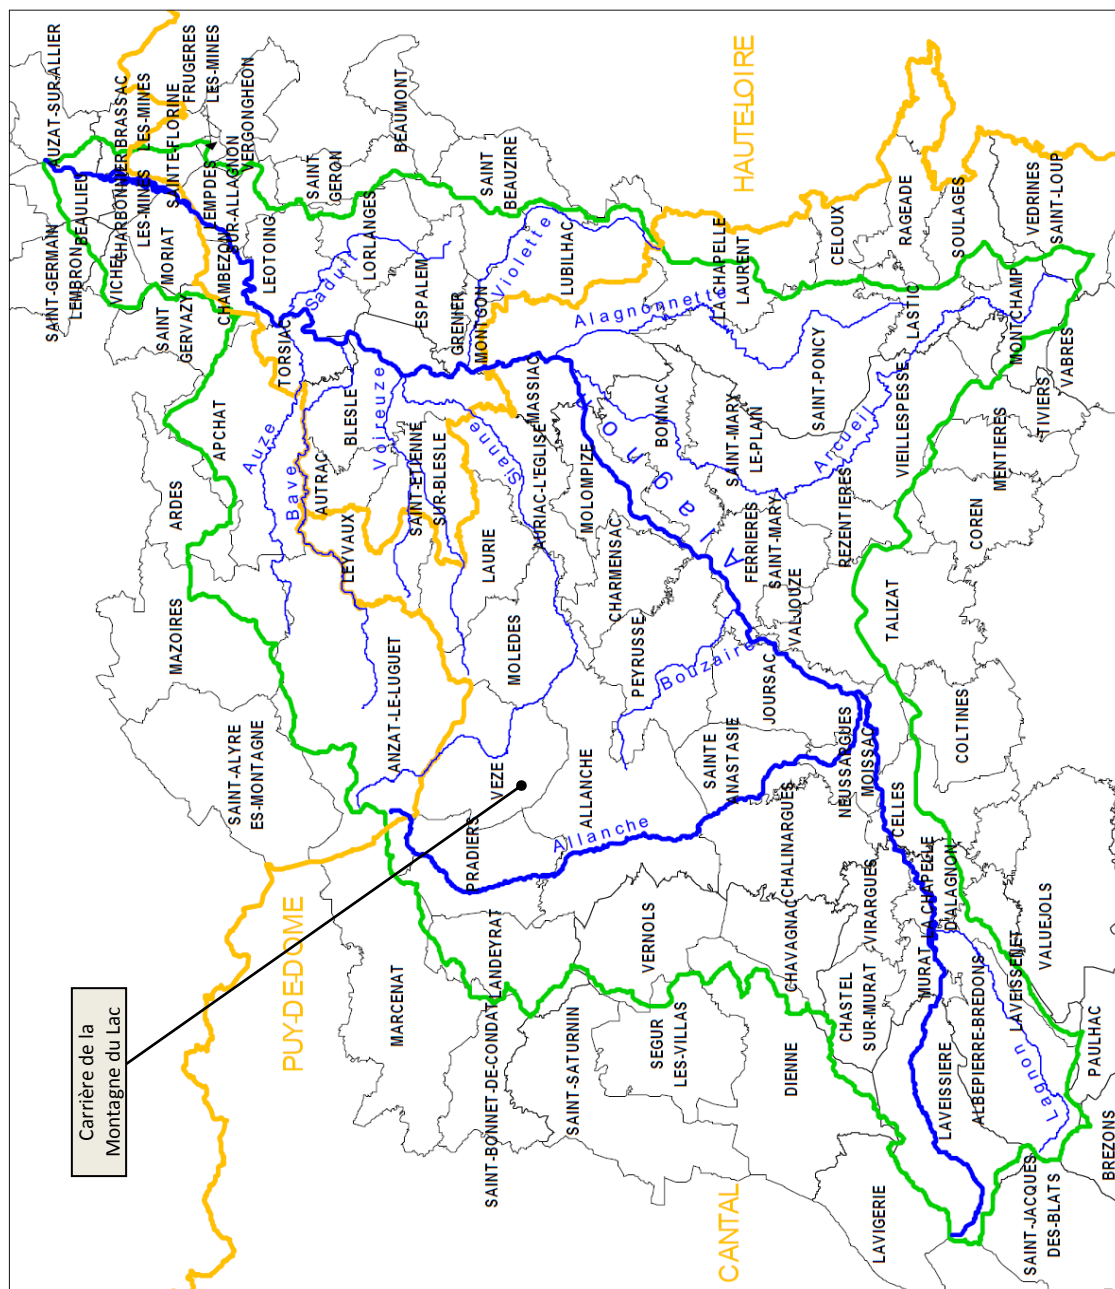 Carrière de la
Montagne du Lac
PUY-DE-DOME
HAUTE-LOIRE
CANTAL
AUZAT-SUR-ALLIER
BEAULIEU
SAINT-GERMAIN
LEMBRON
VICHEL
CHARBONNIER
LES-MINES
BRASSAC
LES-MINES
SAINTE-FLORINE
FRUGERES
LES-MINES
VERGONGHEON
LEMPDES
SUR-ALLAGNON
MORIAT
CHAMBEZON
SAINT
GERVAZY
LEOTOING
TORSIAC
SAINT
GERON
BEAUMONT
LORLANGES
SAINT
BEAUZIRE
ESPALEM
GRENIER
MONTGON
LUBILHAC
BLESLE
AUTRAC
APCHAT
ARDES
MAZOIRES
SAINT-ALYRE
ES-MONTAGNE
ANZAT-LE-LUGUET
LEYVAUX
SAINT-ETIENNE
SUR-BLESLE
LAURIE
AURIAC-L'EGLISE
MASSIAC
MOLOMPIZE
BONNAC
MOLEDES
CHARMENSAC
PEYRUSSE
VEZE
ALLANCHE
PRADIERS
LANDEYRAT
MARCENAT
SAINT-BONNET-DE-CONDAT
SAINT-SATURNIN
VERNOLS
SEGUR
LES-VILLAS
DIENNE
CHAVAGNAC
CHALINARGUES
SAINTE
ANASTASIE
JOURSAC
VALJOUZE
FERRIERES
SAINT-MARY
SAINT-MARY
LE-PLAIN
REZENTIERES
SAINT-PONCY
VIEILLESPESSE
LA CHAPELLE
LAURENT
CELOUX
RAGEADE
SOULAGES
VEDRINES
SAINT-LOUP
LASTIC
MONTCHAMP
VABRES
TIVIERS
MENTIERES
COREN
TALIZAT
COLTINES
NEUSSARGUES
MOISSAC
CELLES
VIRARGUES
CHASTEL
SUR-MURAT
MURAT
LACHAPELLE
D'ALAGNON
VALUEJOLS
LAVEISSENET
ALBEPIERRE-BREDONS
LAVEISSIERE
PAULHAC
BREZONS
SAINT-JACQUES
DES-BLATS
LAVIGERIE
Saduit
Violette
Alagnonnette
Auze
Bave
Voireuze
Sianne
Arcueil
Alagnon
Bouzaire
Allanche
Lagnon